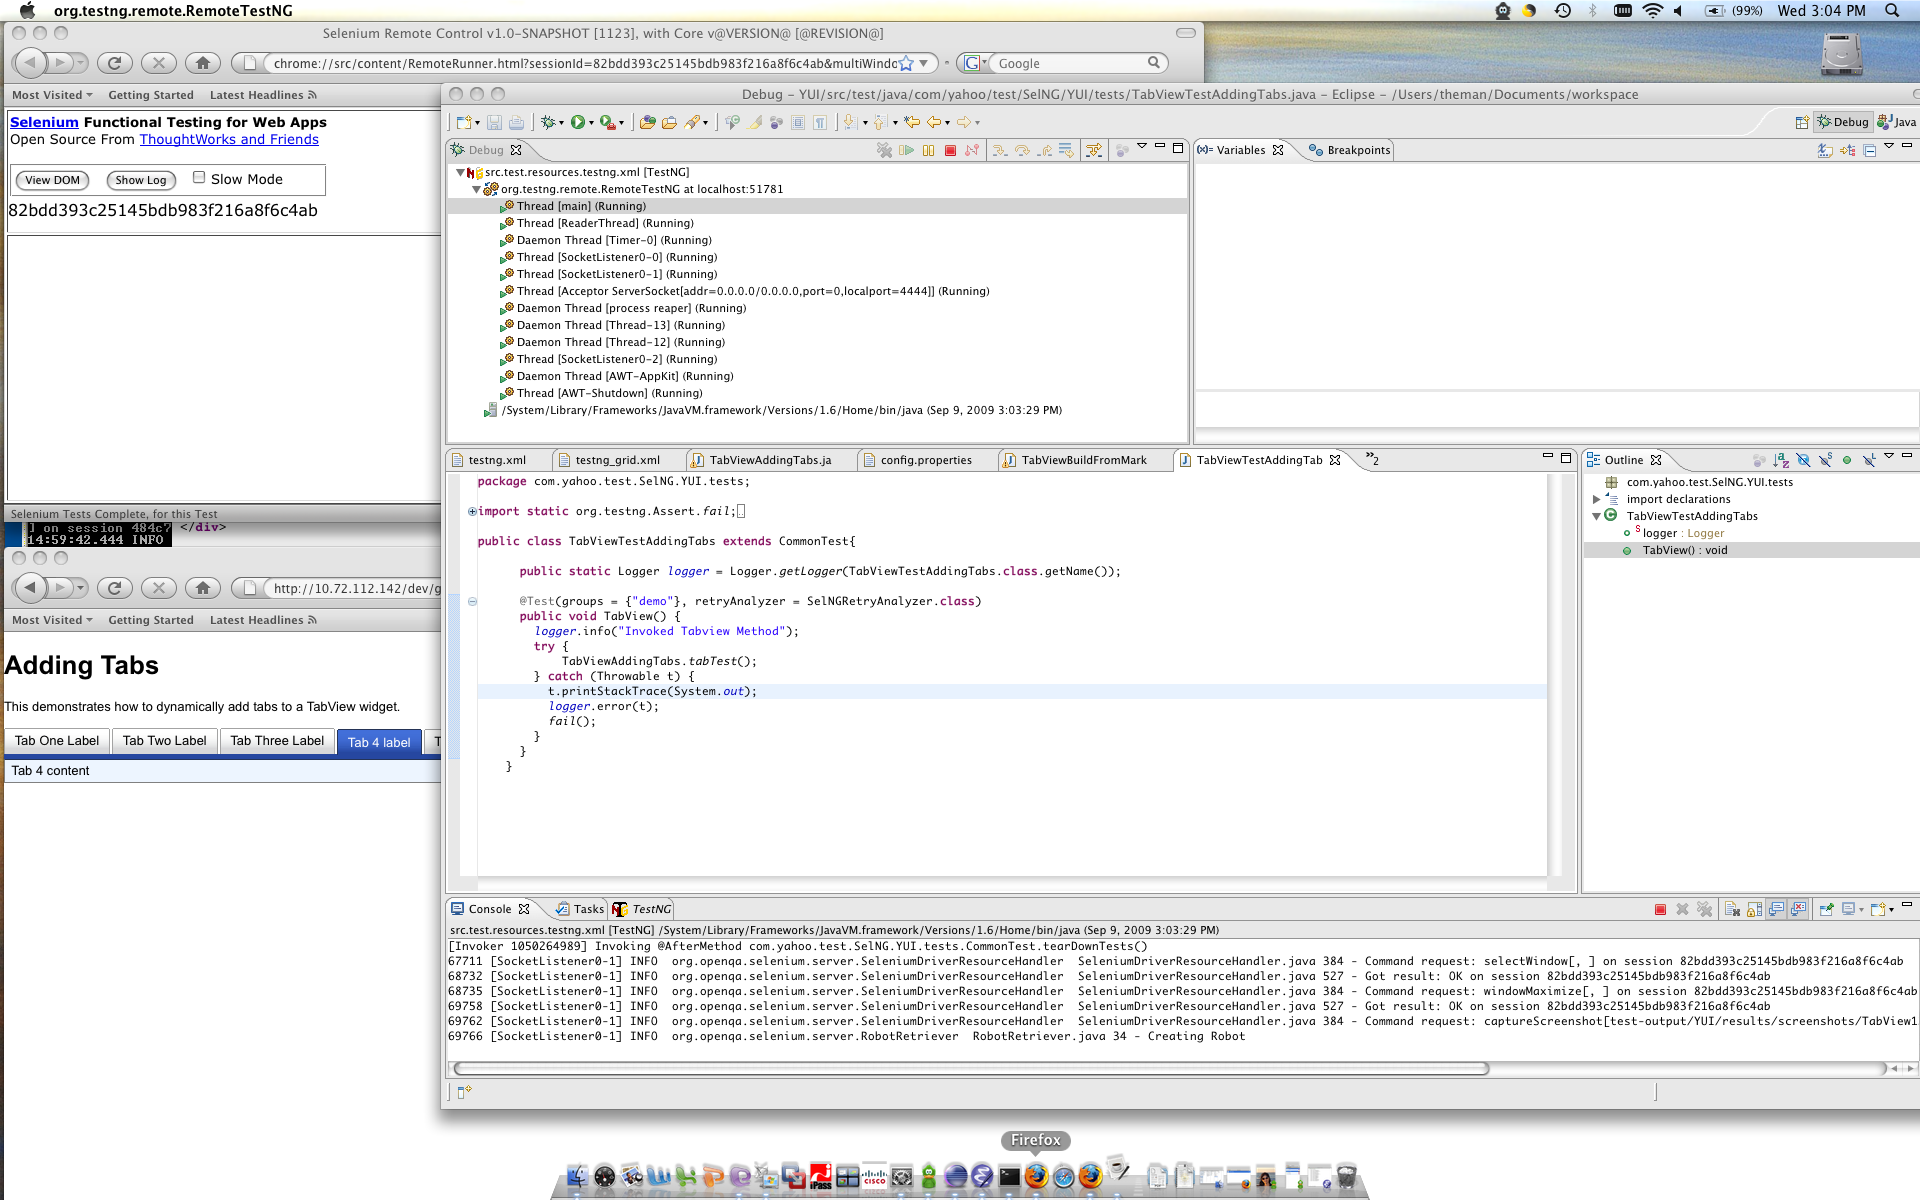 org.testng.remote.RemoteTestNG
(99%) Wed 3:04 PM
Selenium Remote Control v1.0-SNAPSHOT [1123], with Core v@VERSION@ [@REVISION@]
chrome://src/content/RemoteRunner.html?sessionId=82bdd393c25145bdb983f216a8f6c4ab&multiWindo
Google
Most Visited Getting Started Latest Headlines
Selenium Functional Testing for Web Apps
Open Source From ThoughtWorks and Friends
View DOM Show Log Slow Mode
82bdd393c25145bdb983f216a8f6c4ab
Selenium Tests Complete, for this Test
] on session 484c7 </div>
14:59:42.444 INFO
http://10.72.112.142/dev/g
Most Visited Getting Started Latest Headlines
Adding Tabs
This demonstrates how to dynamically add tabs to a TabView widget.
Tab One Label Tab Two Label Tab Three Label Tab 4 label T
Tab 4 content
Debug - YUI/src/test/java/com/yahoo/test/SelNG/YUI/tests/TabViewTestAddingTabs.java - Eclipse - /Users/theman/Documents/workspace
Debug Java
Debug
src.test.resources.testng.xml [TestNG]
org.testng.remote.RemoteTestNG at localhost:51781
Thread [main] (Running)
Thread [ReaderThread] (Running)
Daemon Thread [Timer-0] (Running)
Thread [SocketListener0-0] (Running)
Thread [SocketListener0-1] (Running)
Thread [Acceptor ServerSocket[addr=0.0.0.0/0.0.0.0,port=0,localport=4444]] (Running)
Daemon Thread [process reaper] (Running)
Daemon Thread [Thread-13] (Running)
Daemon Thread [Thread-12] (Running)
Thread [SocketListener0-2] (Running)
Daemon Thread [AWT-AppKit] (Running)
Thread [AWT-Shutdown] (Running)
/System/Library/Frameworks/JavaVM.framework/Versions/1.6/Home/bin/java (Sep 9, 2009 3:03:29 PM)
(x)= Variables Breakpoints
testng.xml testng_grid.xml TabViewAddingTabs.ja config.properties TabViewBuildFromMark TabViewTestAddingTab »2
package com.yahoo.test.SelNG.YUI.tests;
import static org.testng.Assert.fail;
public class TabViewTestAddingTabs extends CommonTest{
public static Logger logger = Logger.getLogger(TabViewTestAddingTabs.class.getName());
@Test(groups = {"demo"}, retryAnalyzer = SelNGRetryAnalyzer.class)
public void TabView() {
logger.info("Invoked Tabview Method");
try {
TabViewAddingTabs.tabTest();
} catch (Throwable t) {
t.printStackTrace(System.out);
logger.error(t);
fail();
}
}
}
Outline
com.yahoo.test.SelNG.YUI.tests
import declarations
TabViewTestAddingTabs
logger : Logger
TabView() : void
Console Tasks TestNG
src.test.resources.testng.xml [TestNG] /System/Library/Frameworks/JavaVM.framework/Versions/1.6/Home/bin/java (Sep 9, 2009 3:03:29 PM)
[Invoker 1050264989] Invoking @AfterMethod com.yahoo.test.SelNG.YUI.tests.CommonTest.tearDownTests()
67711 [SocketListener0-1] INFO org.openqa.selenium.server.SeleniumDriverResourceHandler SeleniumDriverResourceHandler.java 384 - Command request: selectWindow[, ] on session 82bdd393c25145bdb983f216a8f6c4ab
68732 [SocketListener0-1] INFO org.openqa.selenium.server.SeleniumDriverResourceHandler SeleniumDriverResourceHandler.java 527 - Got result: OK on session 82bdd393c25145bdb983f216a8f6c4ab
68735 [SocketListener0-1] INFO org.openqa.selenium.server.SeleniumDriverResourceHandler SeleniumDriverResourceHandler.java 384 - Command request: windowMaximize[, ] on session 82bdd393c25145bdb983f216a8f6c4ab
69758 [SocketListener0-1] INFO org.openqa.selenium.server.SeleniumDriverResourceHandler SeleniumDriverResourceHandler.java 527 - Got result: OK on session 82bdd393c25145bdb983f216a8f6c4ab
69762 [SocketListener0-1] INFO org.openqa.selenium.server.SeleniumDriverResourceHandler SeleniumDriverResourceHandler.java 384 - Command request: captureScreenshot[test-output/YUI/results/screenshots/TabView1
69766 [SocketListener0-1] INFO org.openqa.selenium.server.RobotRetriever RobotRetriever.java 34 - Creating Robot
Firefox
iPass
CISCO